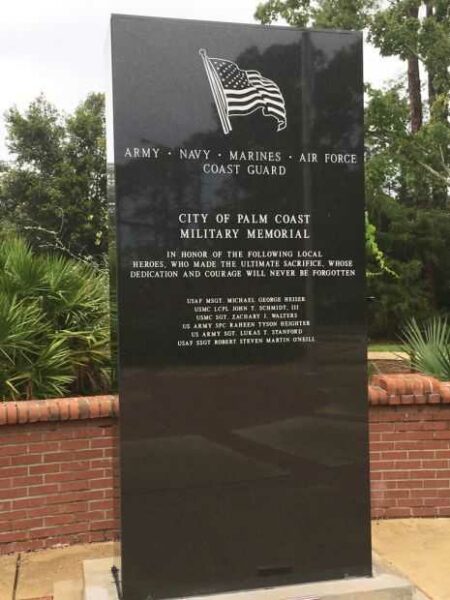 ARMY · NAVY · MARINES · AIR FORCE
COAST GUARD
CITY OF PALM COAST
MILITARY MEMORIAL
IN HONOR OF THE FOLLOWING LOCAL
HEROES, WHO MADE THE ULTIMATE SACRIFICE, WHOSE
DEDICATION AND COURAGE WILL NEVER BE FORGOTTEN
USAF MSGT. MICHAEL GEORGE HEISER
USMC LCPL JOHN T. SCHMIDT, III
USMC SGT. ZACHARY J. WALTERS
US ARMY SPC RAHEEN TYSON HEIGHTER
US ARMY SGT. LUKAS T. STANFORD
USAF SSGT ROBERT STEVEN MARTIN O'NEILL